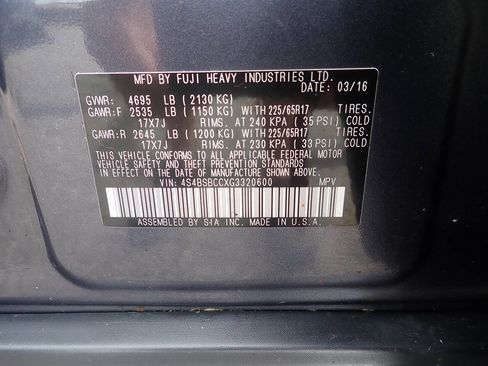 MFD BY FUJI HEAVY INDUSTRIES LTD.
DATE: 03/16
GVWR: 4695 LB (2130 KG)
GAWR:F 2535 LB (1150 KG) WITH 225/65R17 TIRES.
17X7J RIMS. AT 240 KPA (35 PSI) COLD
GAWR:R 2645 LB (1200 KG) WITH 225/65R17 TIRES.
17X7J RIMS. AT 230 KPA (33 PSI) COLD
THIS VEHICLE CONFORMS TO ALL APPLICABLE FEDERAL MOTOR
VEHICLE SAFETY, BUMPER, AND THEFT PREVENTION STANDARDS
IN EFFECT ON THE DATE OF MANUFACTURE SHOWN ABOVE.
VIN: 4S4BSBCCXG3320600 MPV
ASSEMBLED BY SIA INC. MADE IN U.S.A.